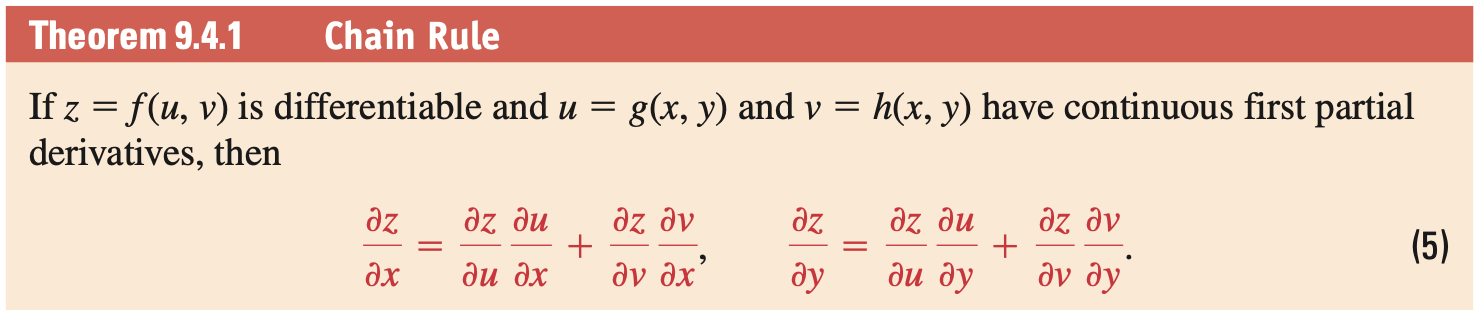 Theorem 9.4.1 Chain Rule
If z = f(u, v) is differentiable and u = g(x, y) and v = h(x, y) have continuous first partial
derivatives, then
∂z/∂x = ∂z/∂u ∂u/∂x + ∂z/∂v ∂v/∂x, ∂z/∂y = ∂z/∂u ∂u/∂y + ∂z/∂v ∂v/∂y. (5)